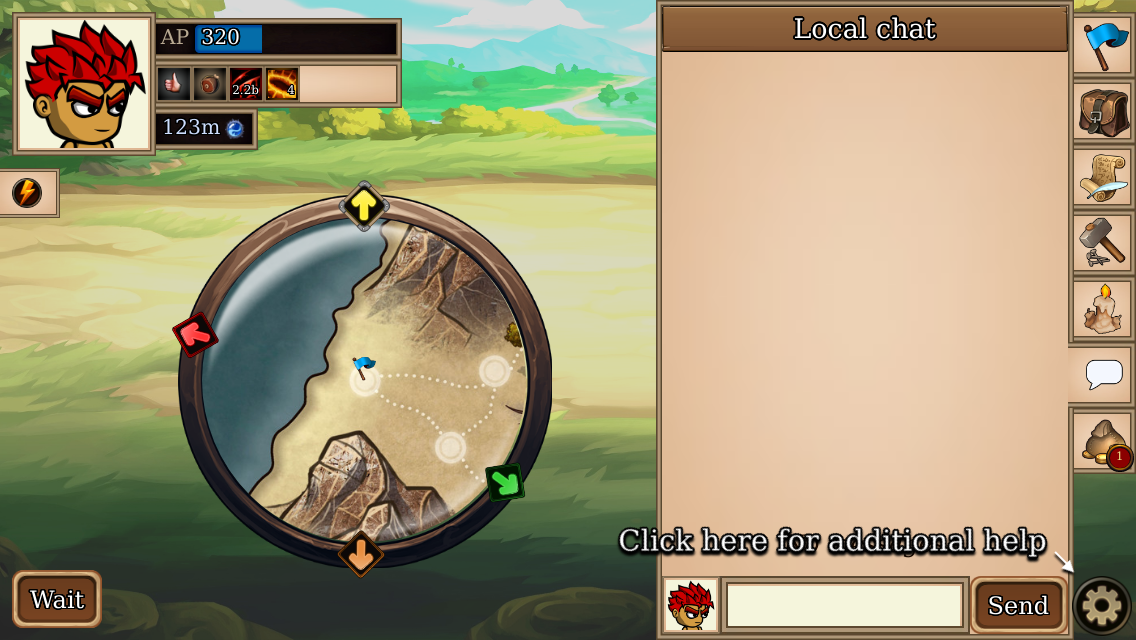 AP 320
2.2b
4
123m
Local chat
1
Click here for additional help
Wait
Send